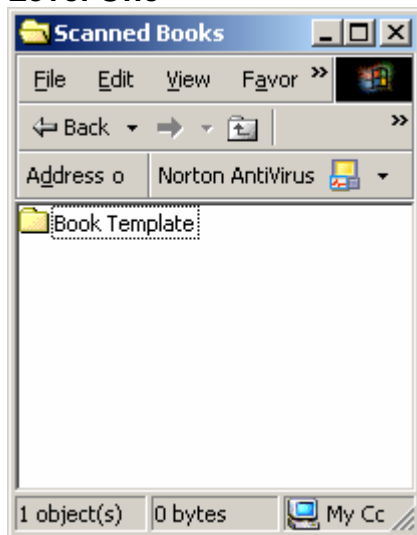 Scanned Books
File Edit View Favor »
Back »
Address o Norton AntiVirus
Book Template
1 object(s) 0 bytes My Cc